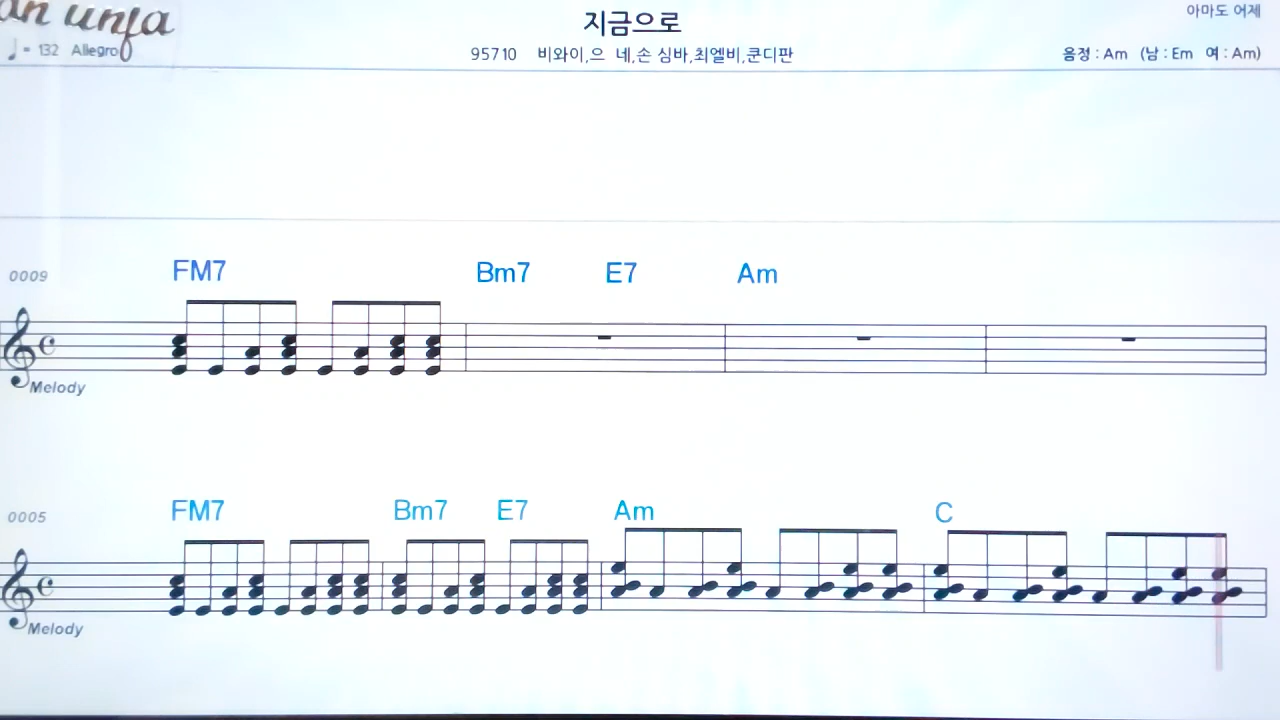 지금으로
아마도 어제
♩ = 132 Allegro
95710 비와이,으 네,손 심바,최엘비,쿤디판
음정 : Am (남 : Em 여 : Am)
0009 FM7 Bm7 E7 Am
Melody
0005 FM7 Bm7 E7 Am C
Melody